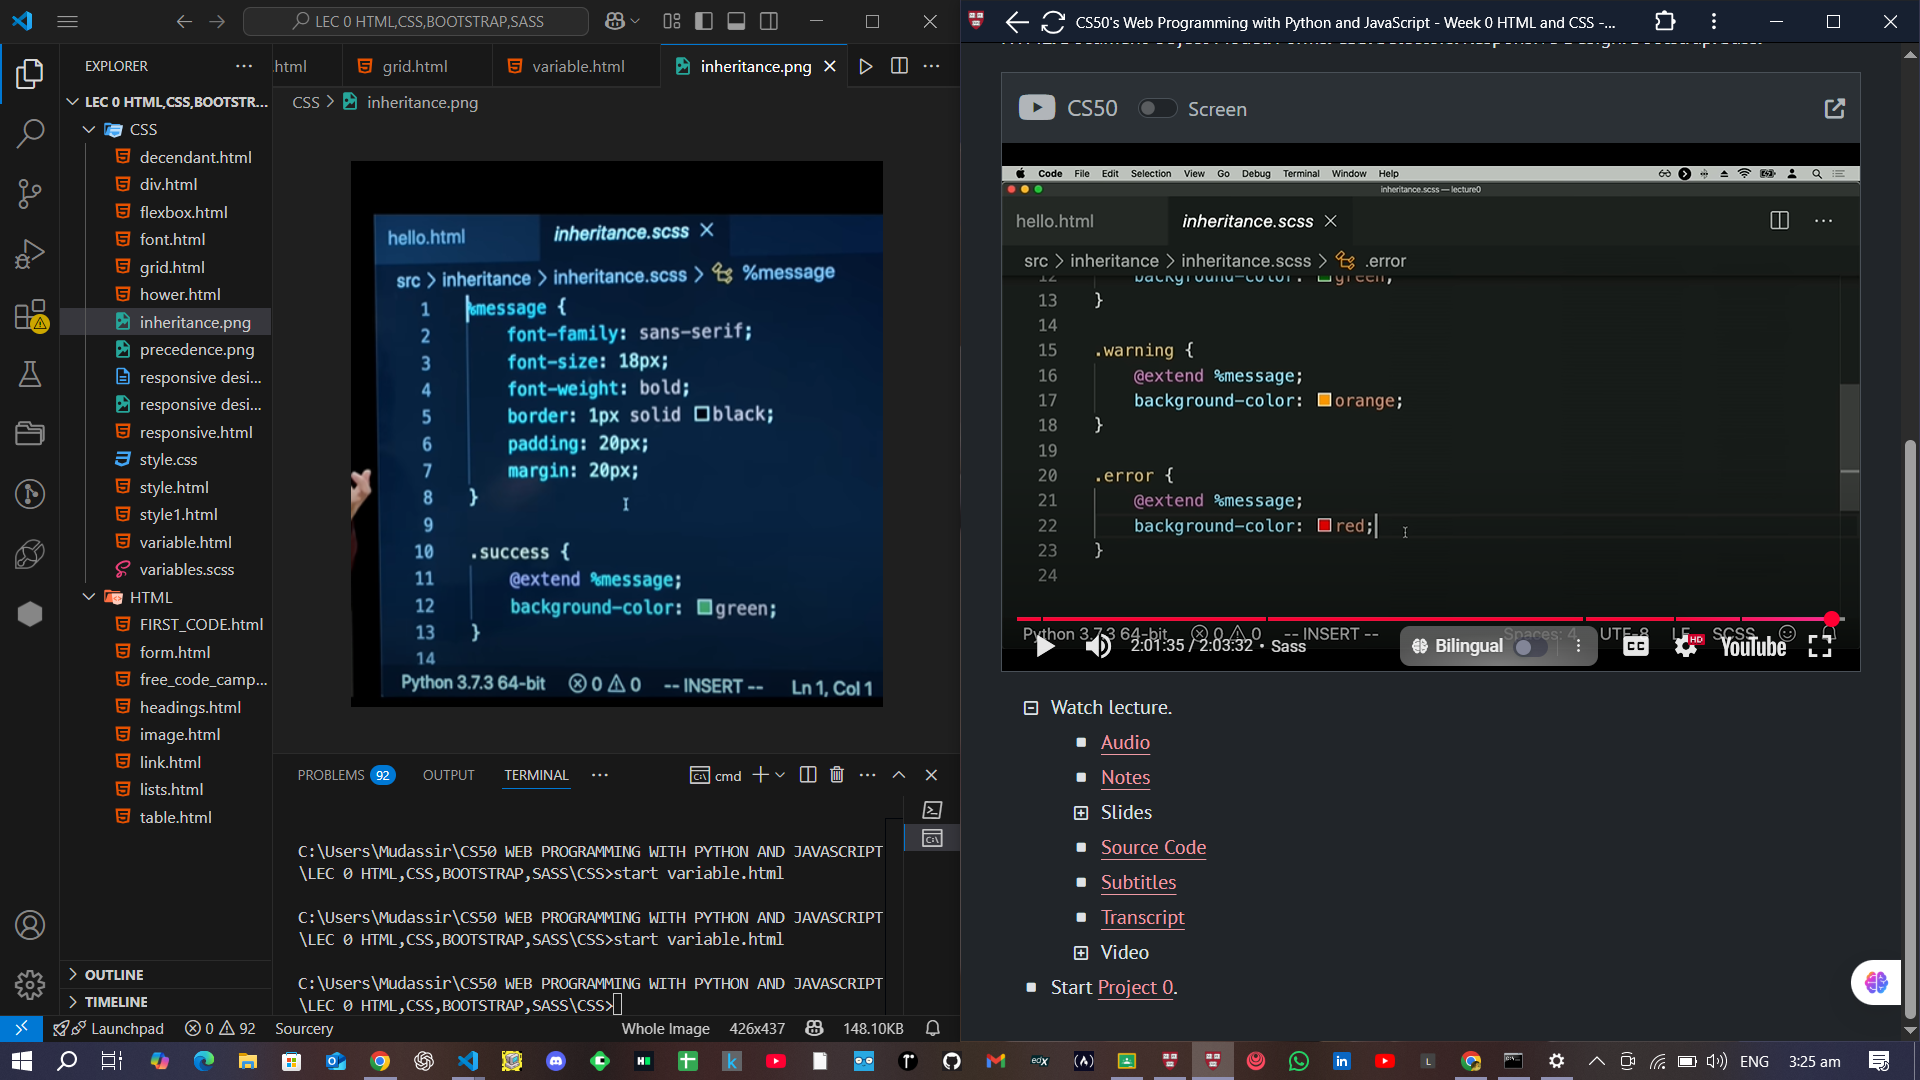 LEC 0 HTML,CSS,BOOTSTRAP,SASS
EXPLORER
LEC 0 HTML,CSS,BOOTSTR...
CSS
decendant.html
div.html
flexbox.html
font.html
grid.html
hower.html
inheritance.png
precedence.png
responsive desi...
responsive desi...
responsive.html
style.css
style.html
style1.html
variable.html
variables.scss
HTML
FIRST_CODE.html
form.html
free_code_camp...
headings.html
image.html
link.html
lists.html
table.html
OUTLINE
TIMELINE
.html
grid.html
variable.html
inheritance.png
CSS > inheritance.png
hello.html
inheritance.scss
src > inheritance > inheritance.scss > %message
1 %message {
2 font-family: sans-serif;
3 font-size: 18px;
4 font-weight: bold;
5 border: 1px solid black;
6 padding: 20px;
7 margin: 20px;
8 }
9
10 .success {
11 @extend %message;
12 background-color: green;
13 }
14
Python 3.7.3 64-bit 0 0 -- INSERT -- Ln 1, Col 1
PROBLEMS 92 OUTPUT TERMINAL cmd
C:\Users\Mudassir\CS50 WEB PROGRAMMING WITH PYTHON AND JAVASCRIPT
\LEC 0 HTML,CSS,BOOTSTRAP,SASS\CSS>start variable.html
C:\Users\Mudassir\CS50 WEB PROGRAMMING WITH PYTHON AND JAVASCRIPT
\LEC 0 HTML,CSS,BOOTSTRAP,SASS\CSS>start variable.html
C:\Users\Mudassir\CS50 WEB PROGRAMMING WITH PYTHON AND JAVASCRIPT
\LEC 0 HTML,CSS,BOOTSTRAP,SASS\CSS>
Launchpad 0 92 Sourcery Whole Image 426x437 148.10KB
CS50's Web Programming with Python and JavaScript - Week 0 HTML and CSS -...
CS50 Screen
Code File Edit Selection View Go Debug Terminal Window Help
inheritance.scss — lecture0
hello.html
inheritance.scss
src > inheritance > inheritance.scss > .error
12 background-color: green;
13 }
14
15 .warning {
16 @extend %message;
17 background-color: orange;
18 }
19
20 .error {
21 @extend %message;
22 background-color: red;
23 }
24
Python 3.7.3 64-bit 0 0 -- INSERT -- Spaces: 4 UTF-8 LF SCSS
2:01:35 / 2:03:32 • Sass Bilingual CC HD YouTube
Watch lecture.
Audio
Notes
Slides
Source Code
Subtitles
Transcript
Video
Start Project 0.
ENG 3:25 am